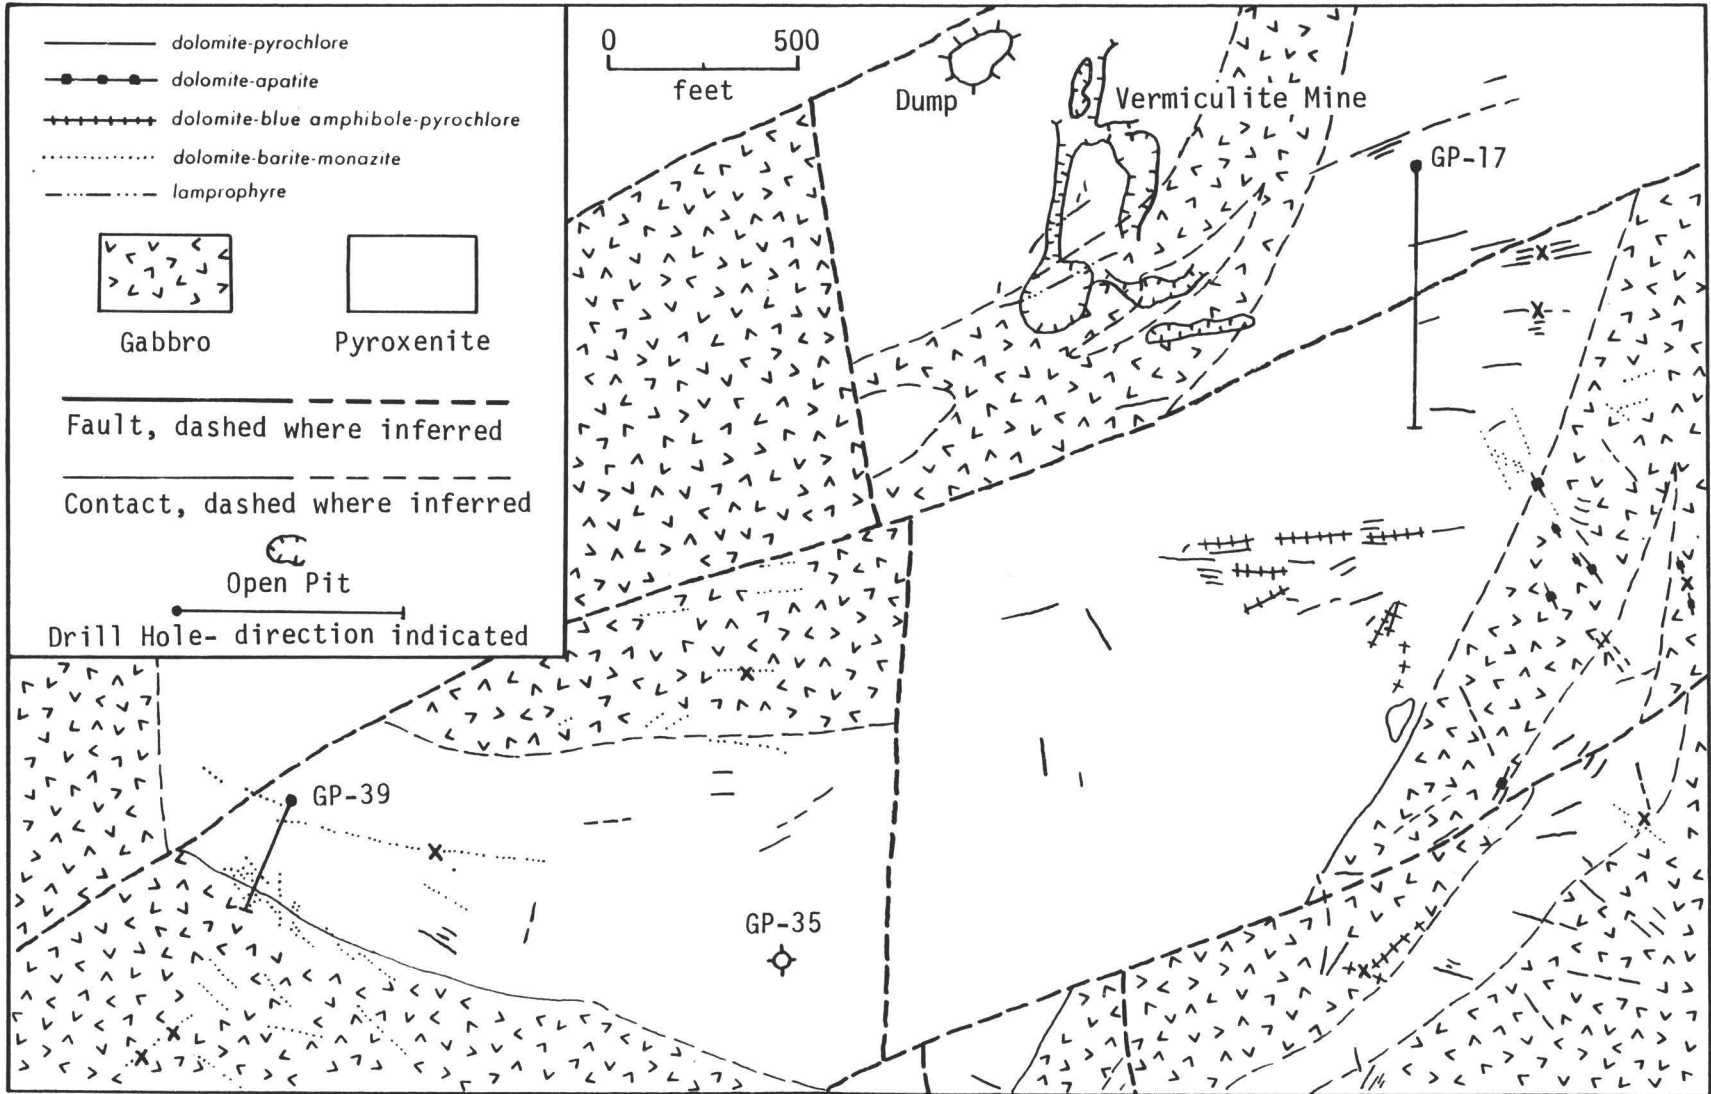 dolomite-pyrochlore
dolomite-apatite
dolomite-blue amphibole-pyrochlore
dolomite-barite-monazite
lamprophyre
Gabbro
Pyroxenite
Fault, dashed where inferred
Contact, dashed where inferred
Open Pit
Drill Hole- direction indicated
0 500
feet
Dump
Vermiculite Mine
GP-17
GP-39
GP-35